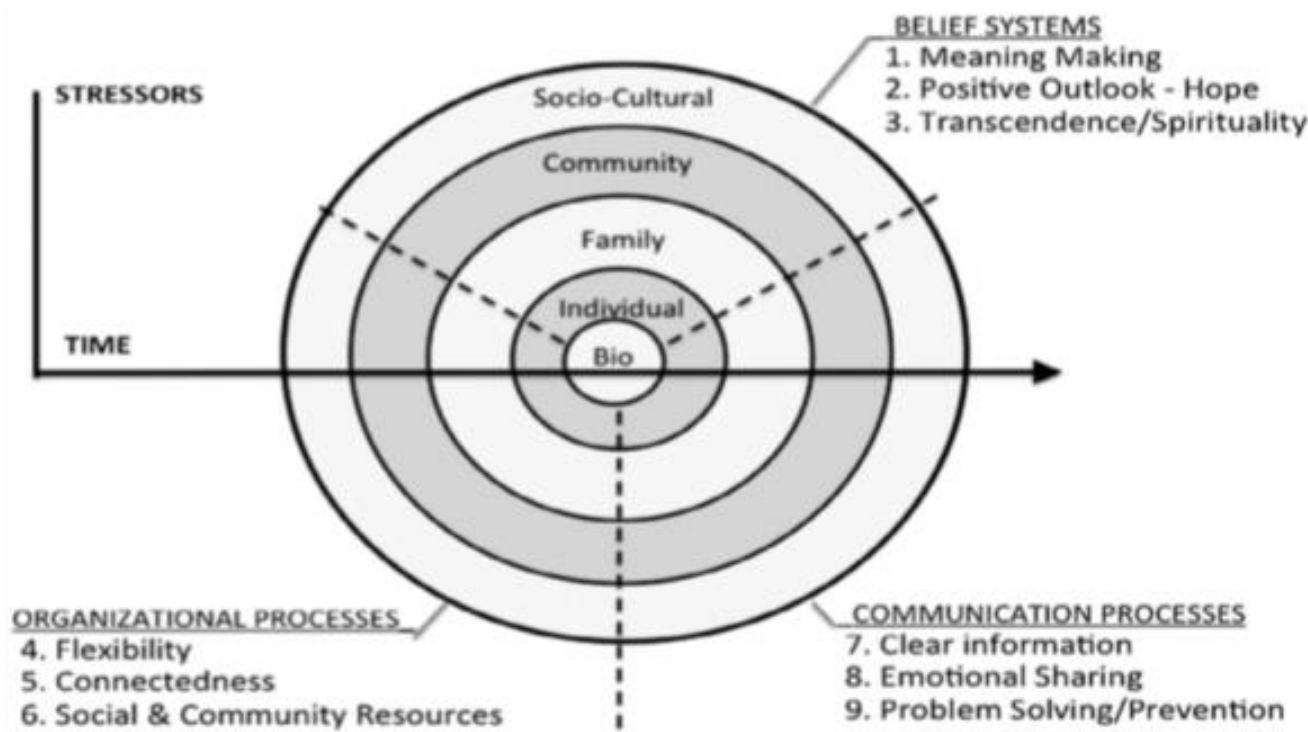 BELIEF SYSTEMS
1. Meaning Making
2. Positive Outlook - Hope
3. Transcendence/Spirituality
STRESSORS
TIME
Socio-Cultural
Community
Family
Individual
Bio
ORGANIZATIONAL PROCESSES
4. Flexibility
5. Connectedness
6. Social & Community Resources
COMMUNICATION PROCESSES
7. Clear information
8. Emotional Sharing
9. Problem Solving/Prevention